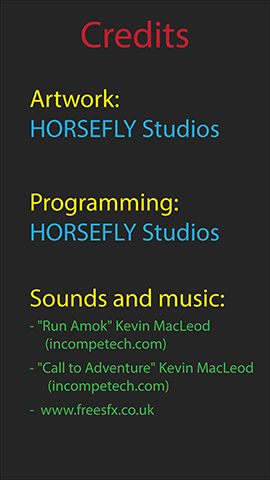 Credits
Artwork:
HORSEFLY Studios
Programming:
HORSEFLY Studios
Sounds and music:
- "Run Amok" Kevin MacLeod
(incompetech.com)
- "Call to Adventure" Kevin MacLeod
(incompetech.com)
- www.freesfx.co.uk